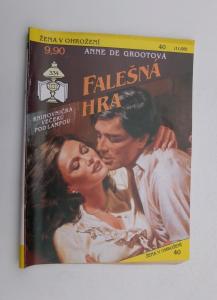 ŽENA V OHROŽENÍ 40
9,90 ANNE DE GROOTOVÁ
FALEŠNÁ
HRA
KNIHOVNIČKA
VEČERŮ
POD LAMPOU
ŽENA V OHROŽENÍ
40